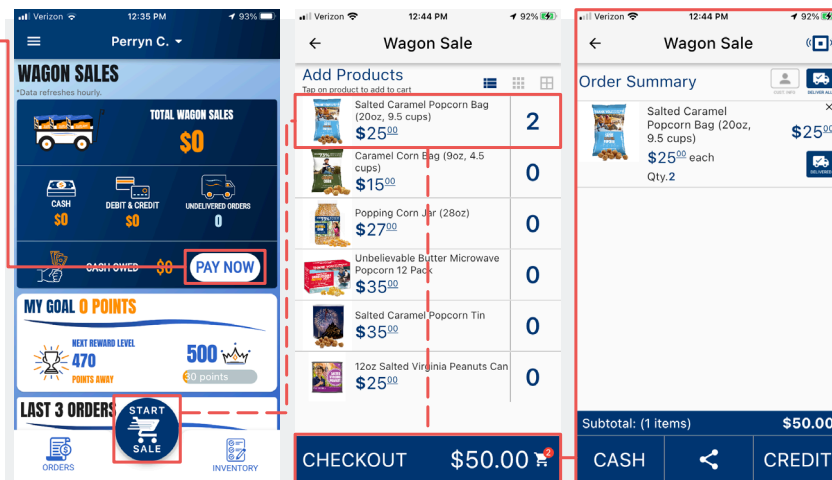 Verizon 12:35 PM 93%
Perryn C.
WAGON SALES
*Data refreshes hourly.
TOTAL WAGON SALES
$0
CASH
$0
DEBIT & CREDIT
$0
UNDELIVERED ORDERS
0
CASH OWED $0 PAY NOW
MY GOAL 0 POINTS
NEXT REWARD LEVEL
470
POINTS AWAY
500
30 points
LAST 3 ORDERS
START
SALE
ORDERS
INVENTORY
Verizon 12:44 PM 92%
Wagon Sale
Add Products
Tap on product to add to cart
Salted Caramel Popcorn Bag
(20oz, 9.5 cups)
$2500
2
Caramel Corn Bag (9oz, 4.5
cups)
$1500
0
Popping Corn Jar (28oz)
$2700
0
Unbelievable Butter Microwave
Popcorn 12 Pack
$3500
0
Salted Caramel Popcorn Tin
$3500
0
12oz Salted Virginia Peanuts Can
$2500
0
CHECKOUT $50.00 2
Verizon 12:44 PM 92%
Wagon Sale
Order Summary
CUST. INFO
DELIVER ALL
Salted Caramel
Popcorn Bag (20oz,
9.5 cups)
$2500 each
Qty.2
X
$2500
DELIVERED
Subtotal: (1 items) $50.00
CASH
CREDIT